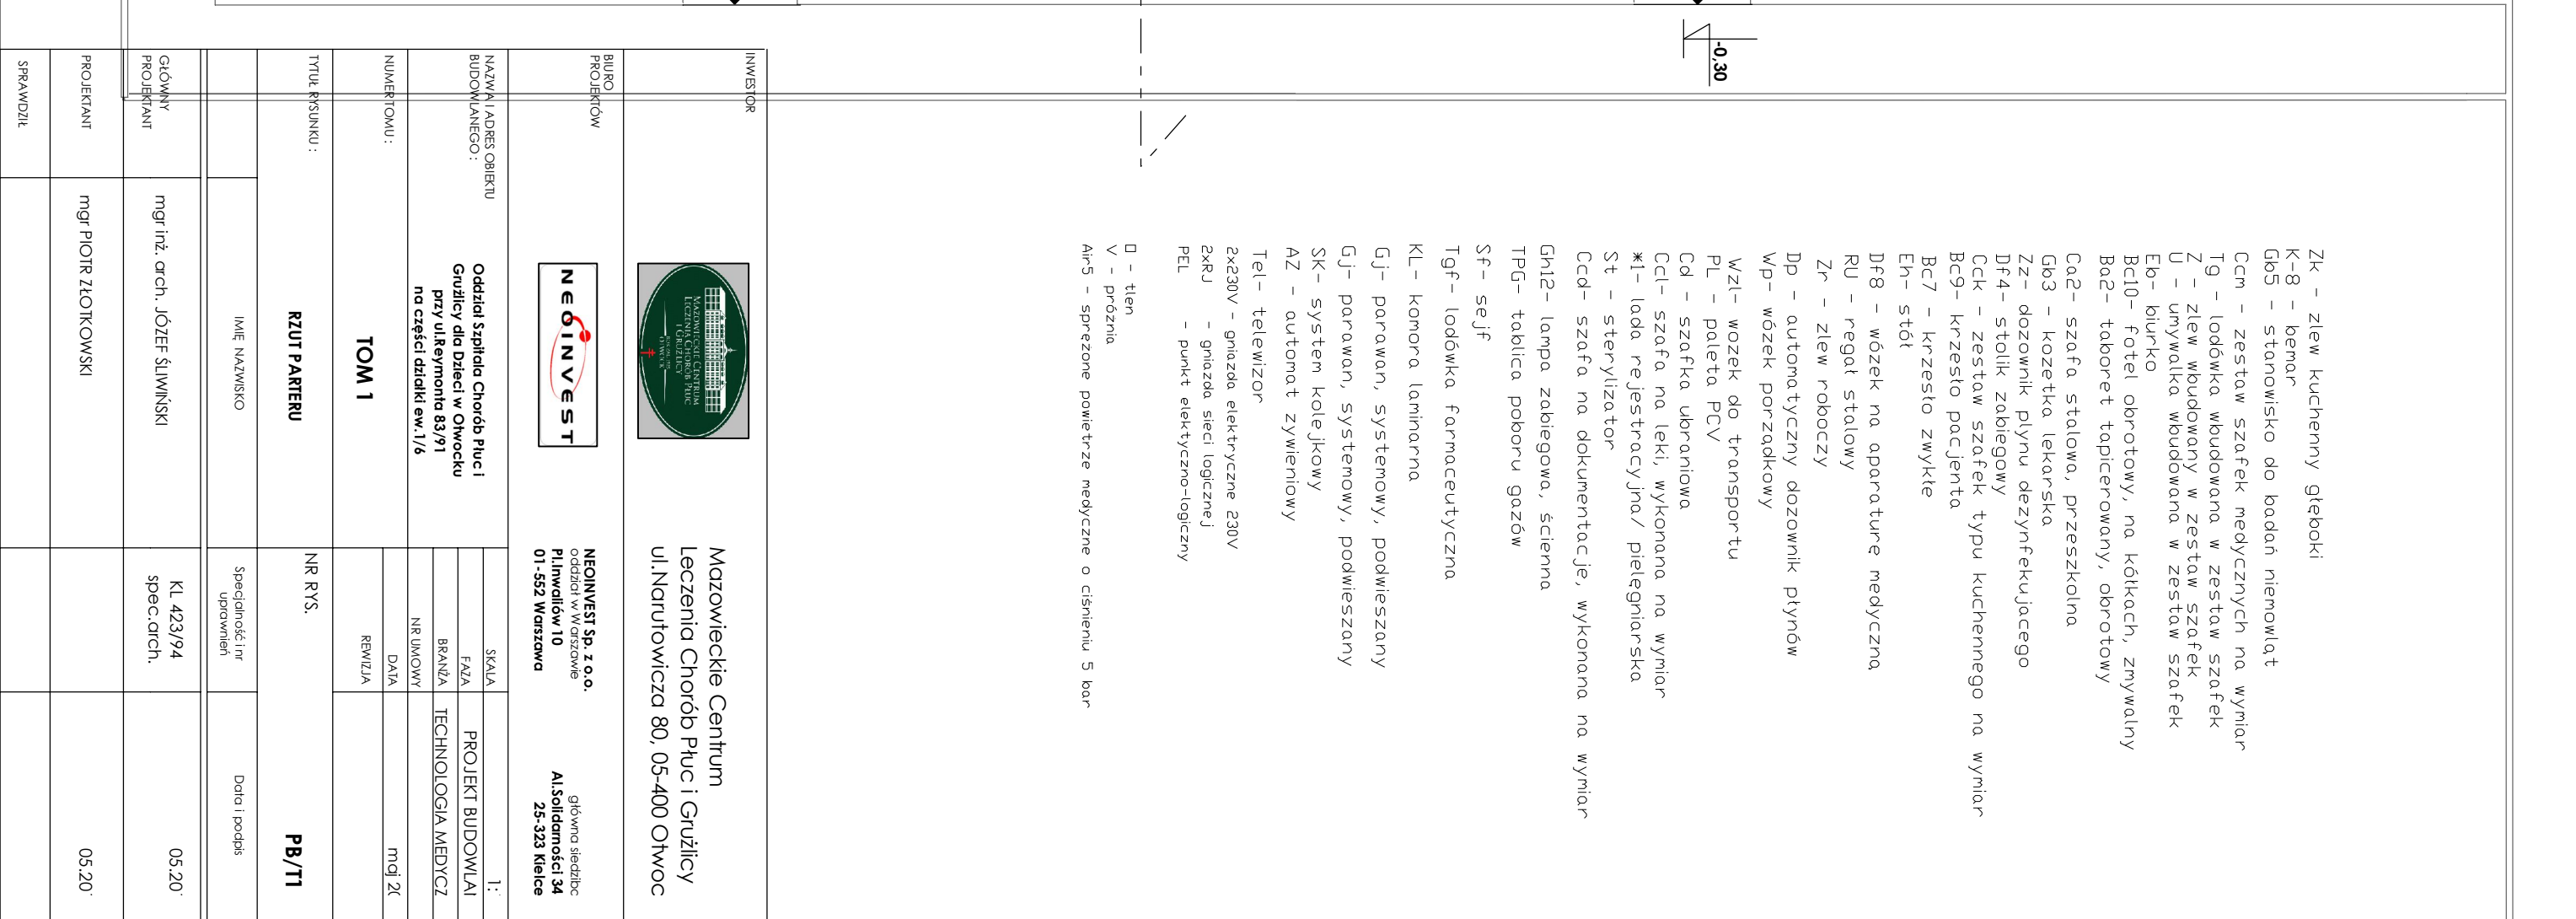 -0,30
Zk - zlew kuchenny głęboki
K-8 - bemar
Gb5 - stanowisko do badań niemowląt
Ccm - zestaw szafek medycznych na wymiar
Tg - lodówka wbudowana w zestaw szafek
Z - zlew wbudowany w zestaw szafek
U - umywalka wbudowana w zestaw szafek
Eb- biurko
Bc10- fotel obrotowy, na kółkach, zmywalny
Ba2- taboret tapicerowany, obrotowy
Ca2- szafa stalowa, przeszkolna
Gb3 - kozetka lekarska
Zz- dozownik płynu dezynfekujacego
Df4- stolik zabiegowy
Cck - zestaw szafek typu kuchennego na wymiar
Bc9- krzesło pacjenta
Bc7 - krzesło zwykłe
Eh- stół
Df8 - wózek na aparaturę medyczną
RU - regał stalowy
Zr - zlew roboczy
Dp - automatyczny dozownik płynów
Wp- wózek porządkowy
Wzl- wozek do transportu
PL - paleta PCV
Cd - szafka ubraniowa
Ccl- szafa na leki, wykonana na wymiar
*1- lada rejestracyjna/ pielęgniarska
St - sterylizator
Ccd- szafa na dokumentacje, wykonana na wymiar
Gh12- lampa zabiegowa, ścienna
TPG- tablica poboru gazów
Sf- sejf
Tgf- lodówka farmaceutyczna
KL- komora laminarna
Gj- parawan, systemowy, podwieszany
Gj- parawan, systemowy, podwieszany
SK- system kolejkowy
AZ - automat żywieniowy
Tel- telewizor
2x230V - gniazda elektryczne 230V
2xRJ - gniazda sieci logicznej
PEL - punkt elektyczno-logiczny
□ - tlen
V - próżnia
Air5 - sprężone powietrze medyczne o ciśnieniu 5 bar
INWESTOR
MAZOWIECKIE CENTRUM
LECZENIA CHORÓB PŁUC
I GRUŹLICY
OTWOCK
Mazowieckie Centrum
Leczenia Chorób Płuc i Gruźlicy
ul.Narutowicza 80, 05-400 Otwoc
BIURO
PROJEKTÓW
NEOINVEST
NEOINVEST Sp. z o.o.
oddział w Warszawie
Pl.Inwaliów 10
01-552 Warszawa
główna siedziba
Al.Solidarności 34
25-323 Kielce
NAZWA I ADRES OBIEKTU
BUDOWLANEGO :
Oddział Szpitala Chorób Płuc i
Gruźlicy dla Dzieci w Otwocku
przy ul.Reymonta 83/91
na części działki ew.1/6
SKALA 1:
FAZA PROJEKT BUDOWLA
BRANŻA TECHNOLOGIA MEDYCZ
NR UMOWY
NUMER TOMU :
TOM 1
DATA maj 20
REWIZJA
TYTUŁ RYSUNKU :
RZUT PARTERU
NR RYS.
PB/T1
IMIĘ NAZWISKO
Specjalność i nr
uprawnień
Data i podpis
GŁÓWNY
PROJEKTANT
mgr inż. arch. JÓZEF ŚLIWIŃSKI
KL 423/94
spec.arch.
05.20
PROJEKTANT
mgr PIOTR ZŁOTKOWSKI
05.20
SPRAWDZIŁ